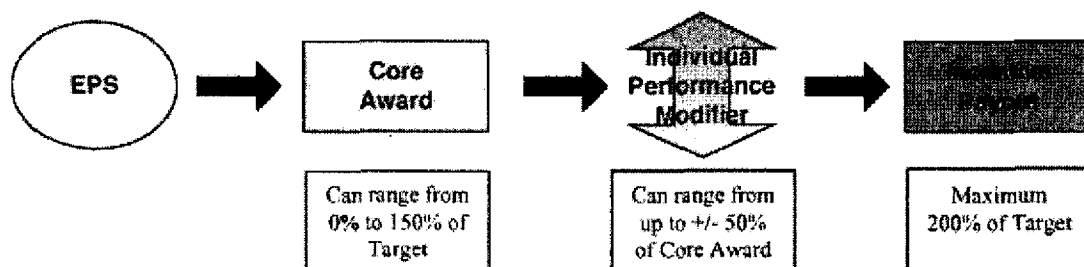 EPS
Core
Award
Individual
Performance
Modifier
Can range from
0% to 150% of
Target
Can range from
up to +/- 50%
of Core Award
Maximum
200% of Target